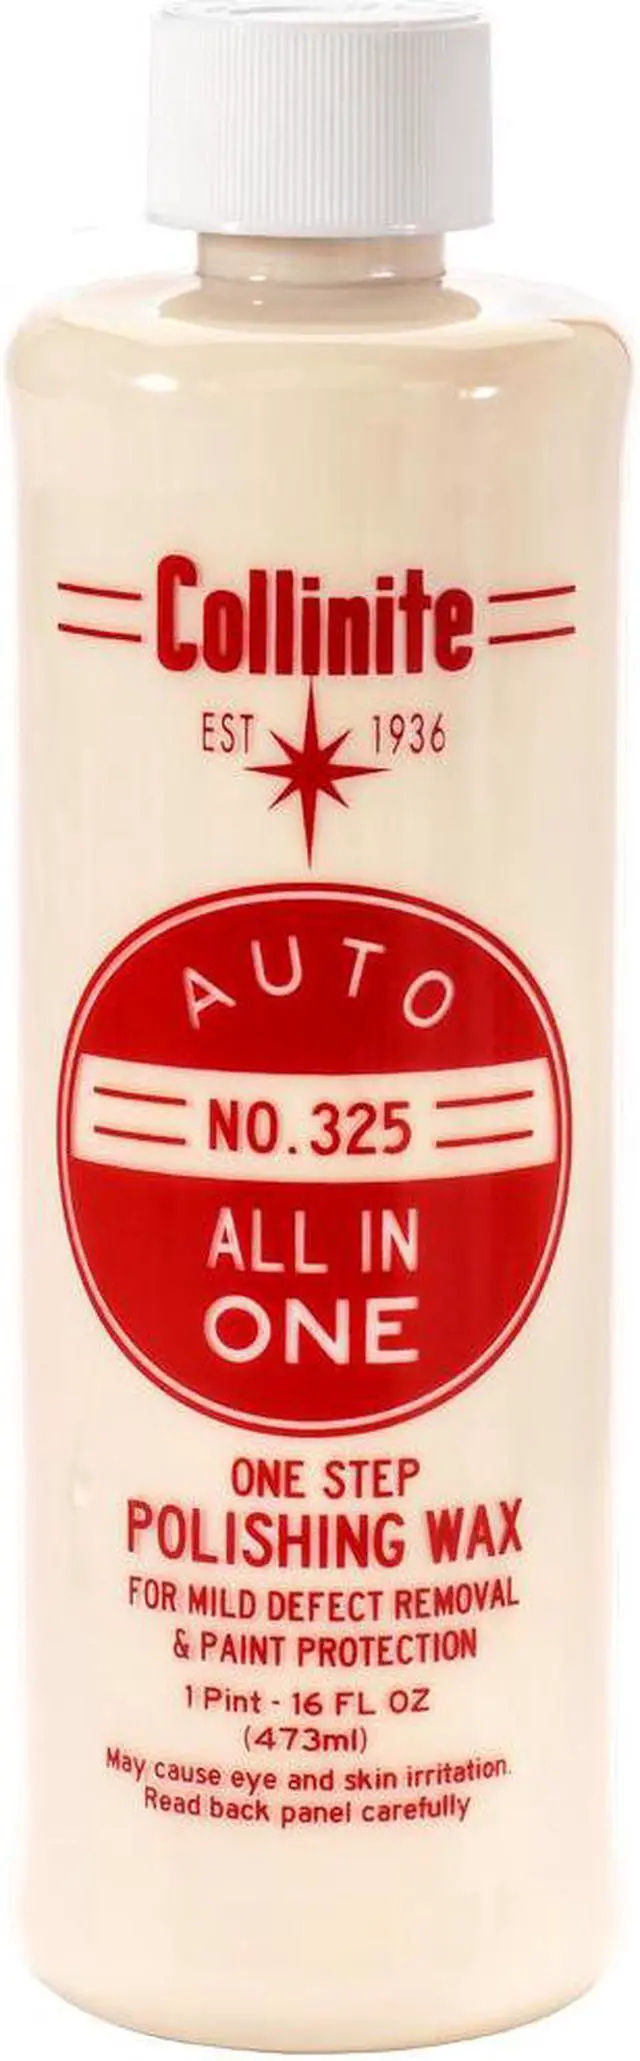 Collinite
EST 1936
AUTO
NO. 325
ALL IN
ONE
ONE STEP
POLISHING WAX
FOR MILD DEFECT REMOVAL
& PAINT PROTECTION
1 Pint - 16 FL OZ
(473ml)
May cause eye and skin irritation.
Read back panel carefully